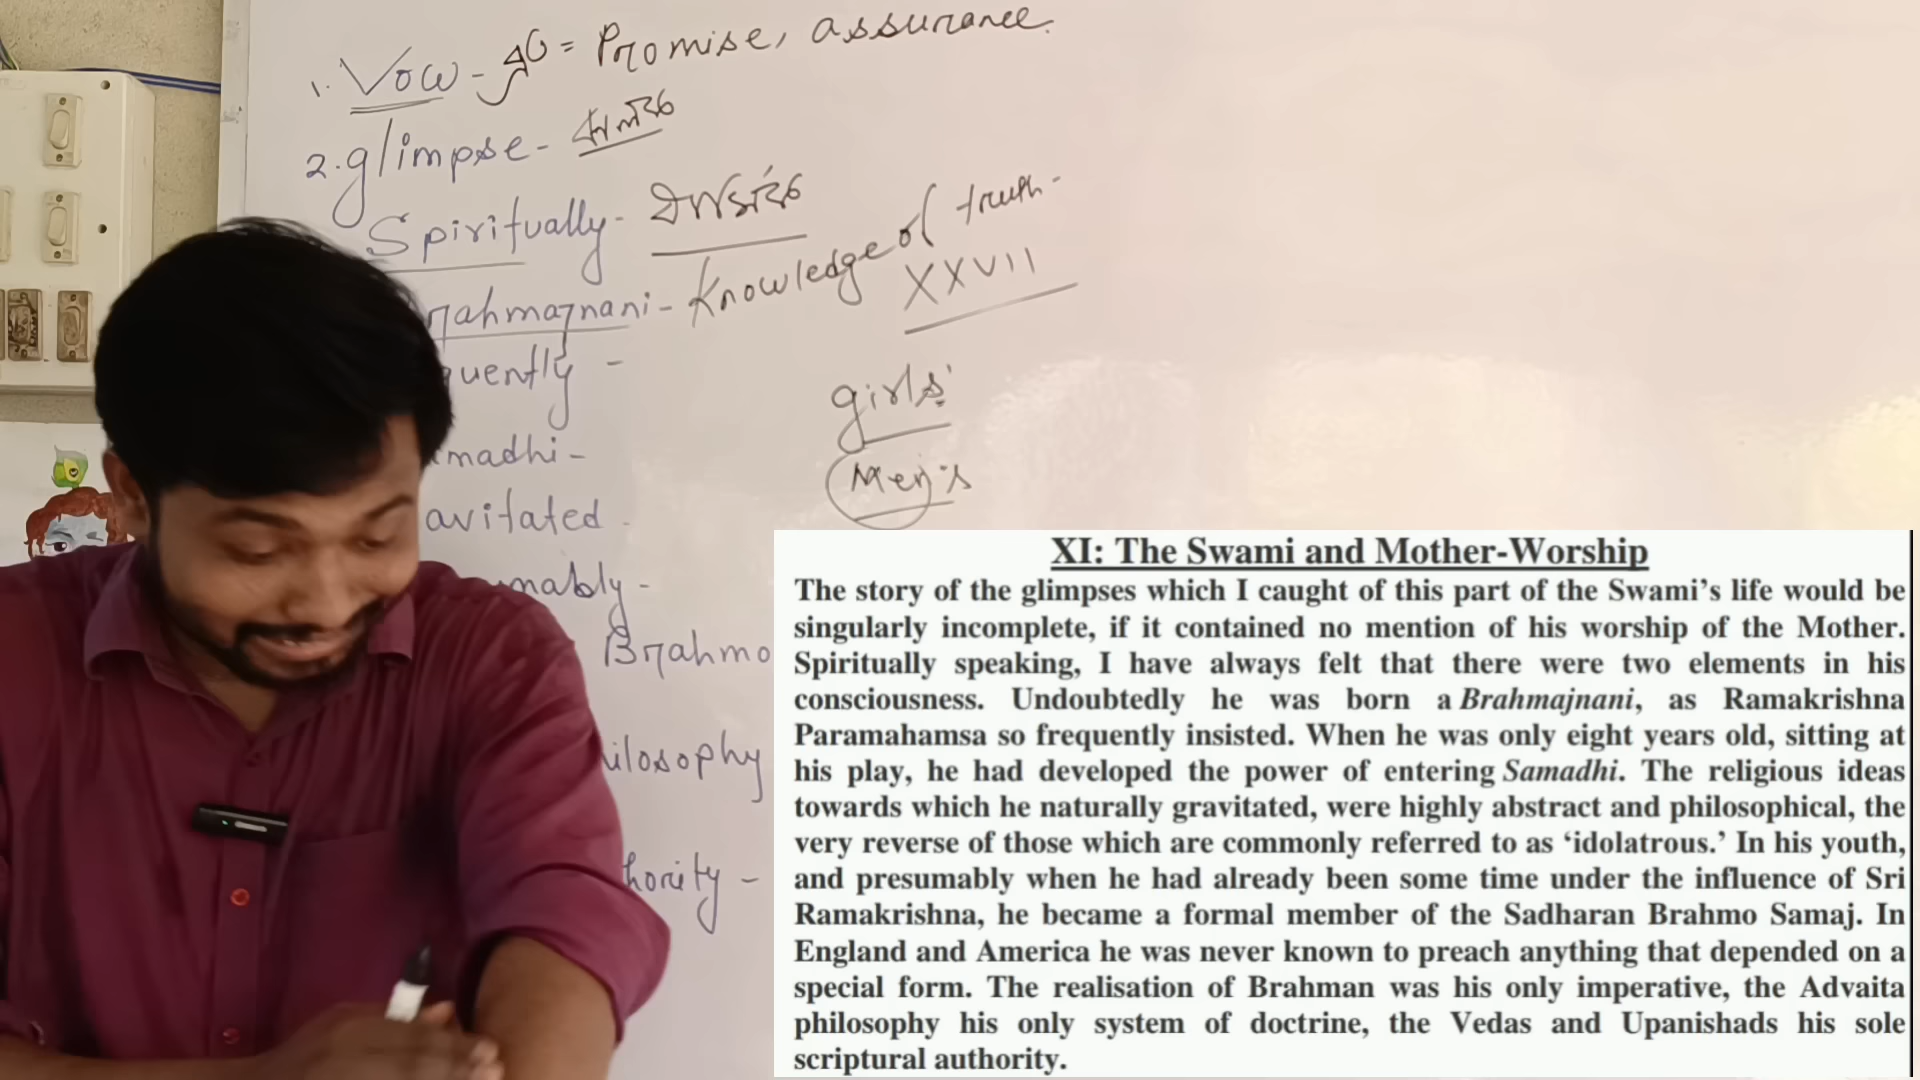 1. Vow - ব্রত = Promise, assurance.
2. glimpse - ঝলক
Spiritually -
rahmajnani - Knowledge of truth -
XXVII
quently -
girls'
madhi -
Men's
avitated -
mably -
Brahmo
ilosophy
hority -
XI: The Swami and Mother-Worship
The story of the glimpses which I caught of this part of the Swami's life would be
singularly incomplete, if it contained no mention of his worship of the Mother.
Spiritually speaking, I have always felt that there were two elements in his
consciousness. Undoubtedly he was born a Brahmajnani, as Ramakrishna
Paramahamsa so frequently insisted. When he was only eight years old, sitting at
his play, he had developed the power of entering Samadhi. The religious ideas
towards which he naturally gravitated, were highly abstract and philosophical, the
very reverse of those which are commonly referred to as 'idolatrous.' In his youth,
and presumably when he had already been some time under the influence of Sri
Ramakrishna, he became a formal member of the Sadharan Brahmo Samaj. In
England and America he was never known to preach anything that depended on a
special form. The realisation of Brahman was his only imperative, the Advaita
philosophy his only system of doctrine, the Vedas and Upanishads his sole
scriptural authority.